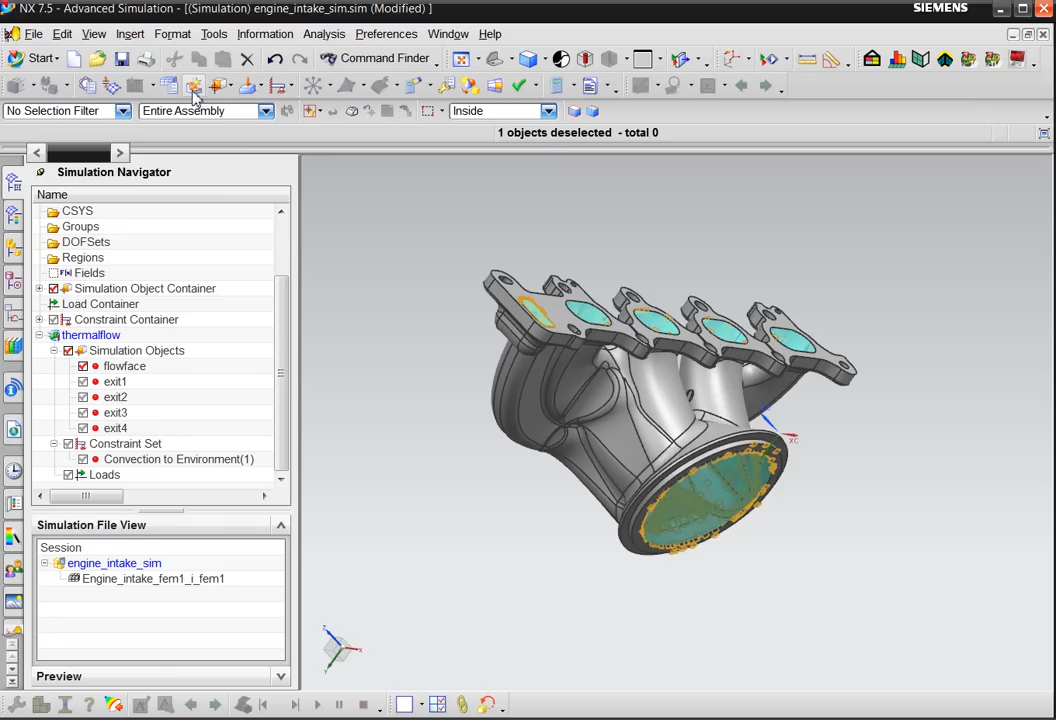 NX 7.5 - Advanced Simulation - [(Simulation) engine_intake_sim.sim (Modified) ]
SIEMENS
File Edit View Insert Format Tools Information Analysis Preferences Window Help
Start
Command Finder
No Selection Filter
Entire Assembly
Inside
1 objects deselected - total 0
Simulation Navigator
Name
CSYS
Groups
DOFSets
Regions
Fields
Simulation Object Container
Load Container
Constraint Container
thermalflow
Simulation Objects
flowface
exit1
exit2
exit3
exit4
Constraint Set
Convection to Environment(1)
Loads
Simulation File View
Session
engine_intake_sim
Engine_intake_fem1_i_fem1
Preview
XC
Z
X
Y